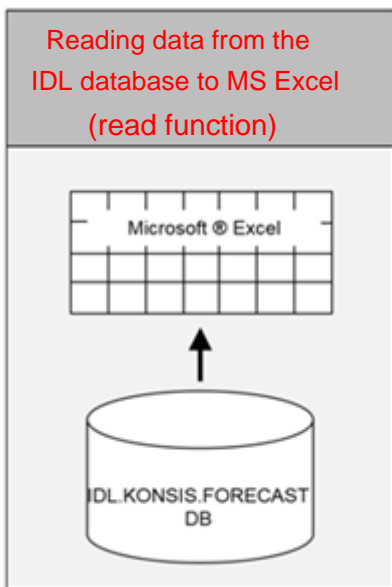 Reading data from the
IDL database to MS Excel
(read function)
Microsoft ® Excel
IDL.KONSIS.FORECAST
DB